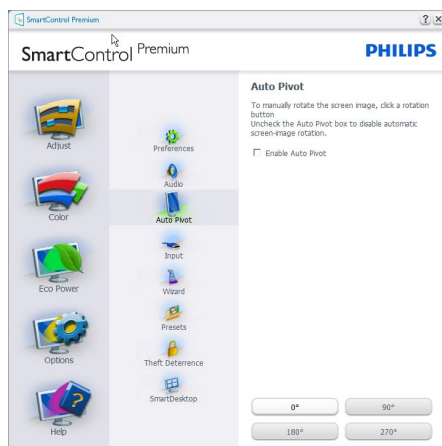 SmartControl Premium
SmartControl Premium
PHILIPS
Adjust
Color
Eco Power
Options
Help
Preferences
Audio
Auto Pivot
Input
Wizard
Presets
Theft Deterrence
SmartDesktop
Auto Pivot
To manually rotate the screen image, click a rotation
button
Uncheck the Auto Pivot box to disable automatic
screen-image rotation.
Enable Auto Pivot
0°
90°
180°
270°